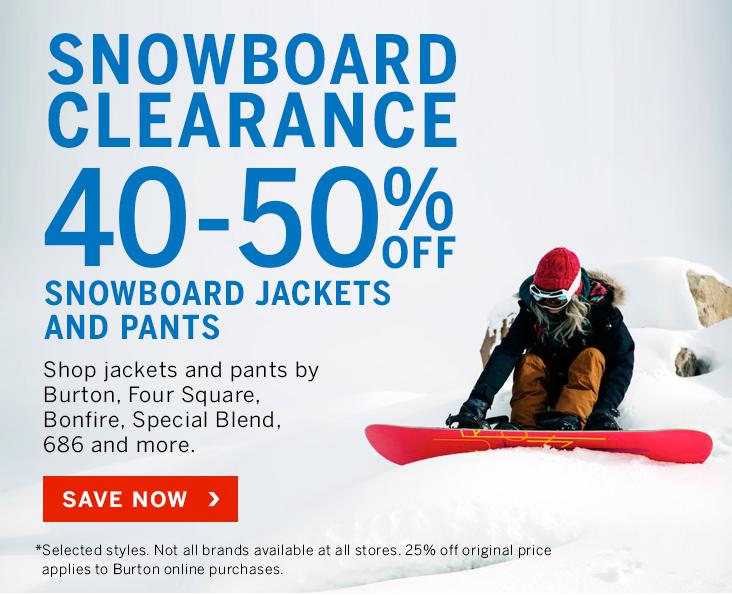 SNOWBOARD
CLEARANCE
40-50% OFF
SNOWBOARD JACKETS
AND PANTS
Shop jackets and pants by
Burton, Four Square,
Bonfire, Special Blend,
686 and more.
SAVE NOW >
*Selected styles. Not all brands available at all stores. 25% off original price
applies to Burton online purchases.